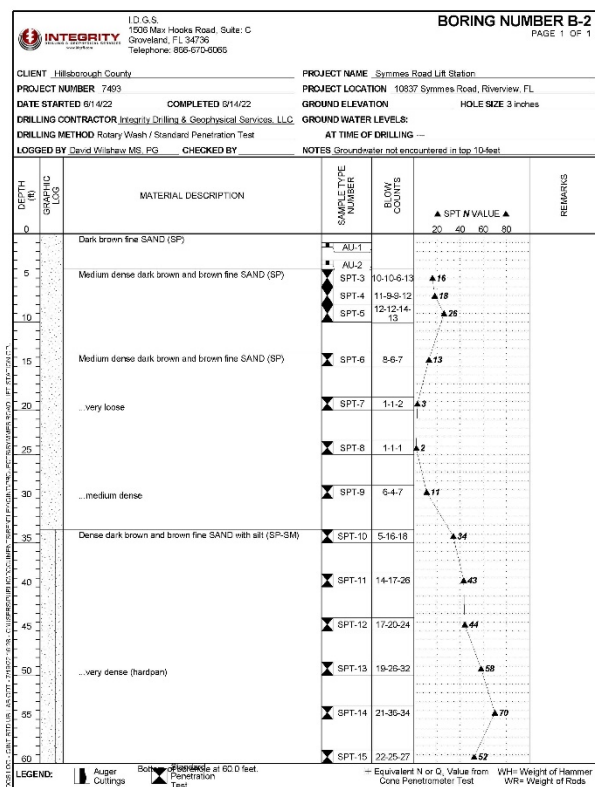 INTEGRITY
I.D.G.S.
1506 Max Hooks Road, Suite: C
Groveland, FL 34736
Telephone: 866-670-6066
BORING NUMBER B-2
PAGE 1 OF 1
CLIENT Hillsborough County
PROJECT NAME Symmes Road Lift Station
PROJECT NUMBER 7493
PROJECT LOCATION 10837 Symmes Road, Riverview, FL
DATE STARTED 6/14/22 COMPLETED 6/14/22
GROUND ELEVATION HOLE SIZE 3 inches
DRILLING CONTRACTOR Integrity Drilling & Geophysical Services, LLC
GROUND WATER LEVELS:
DRILLING METHOD Rotary Wash / Standard Penetration Test
AT TIME OF DRILLING ---
LOGGED BY David Wilshaw MS, PG CHECKED BY
NOTES Groundwater not encountered in top 10-feet
DEPTH (ft)
GRAPHIC LOG
MATERIAL DESCRIPTION
SAMPLE TYPE NUMBER
BLOW COUNTS
▲ SPT N VALUE ▲
20 40 60 80
REMARKS
0
Dark brown fine SAND (SP)
AU-1
AU-2
5
Medium dense dark brown and brown fine SAND (SP)
SPT-3 10-10-6-13 16
SPT-4 11-9-9-12 18
SPT-5 12-12-14-13 26
10
Medium dense dark brown and brown fine SAND (SP)
SPT-6 8-6-7 13
15
...very loose
SPT-7 1-1-2 3
20
SPT-8 1-1-1 2
25
...medium dense
SPT-9 6-4-7 11
30
Dense dark brown and brown fine SAND with silt (SP-SM)
SPT-10 5-16-18 34
35
SPT-11 14-17-26 43
40
SPT-12 17-20-24 44
45
...very dense (hardpan)
SPT-13 19-26-32 58
50
SPT-14 21-36-34 70
55
SPT-15 22-25-27 52
60
Bottom of borehole at 60.0 feet.
LEGEND:
Auger Cuttings
Standard Penetration Test
+ Equivalent N or Q, Value from Cone Penetrometer Test
WH= Weight of Hammer
WR= Weight of Rods